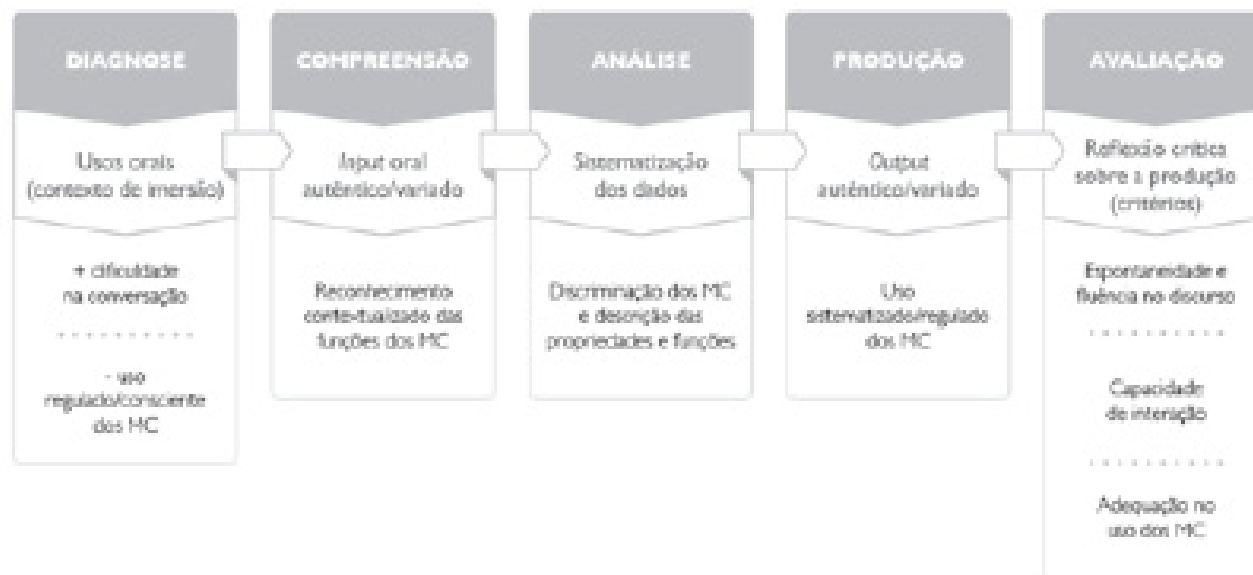 DIAGNOSE
Usos orais
(contexto de imersão)
+ dificuldade
na conversação
- uso
regulado/consciente
dos MC
COMPREENSÃO
Input oral
autêntico/variado
Reconhecimento
contextualizado das
funções dos MC
ANÁLISE
Sistematização
dos dados
Discriminação dos MC
e descrição das
propriedades e funções
PRODUÇÃO
Output
autêntico/variado
Uso
sistematizado/regulado
dos MC
AVALIAÇÃO
Reflexão crítica
sobre a produção
(critérios)
Espontaneidade e
fluência no discurso
Capacidade
de interação
Adequação no
uso dos MC